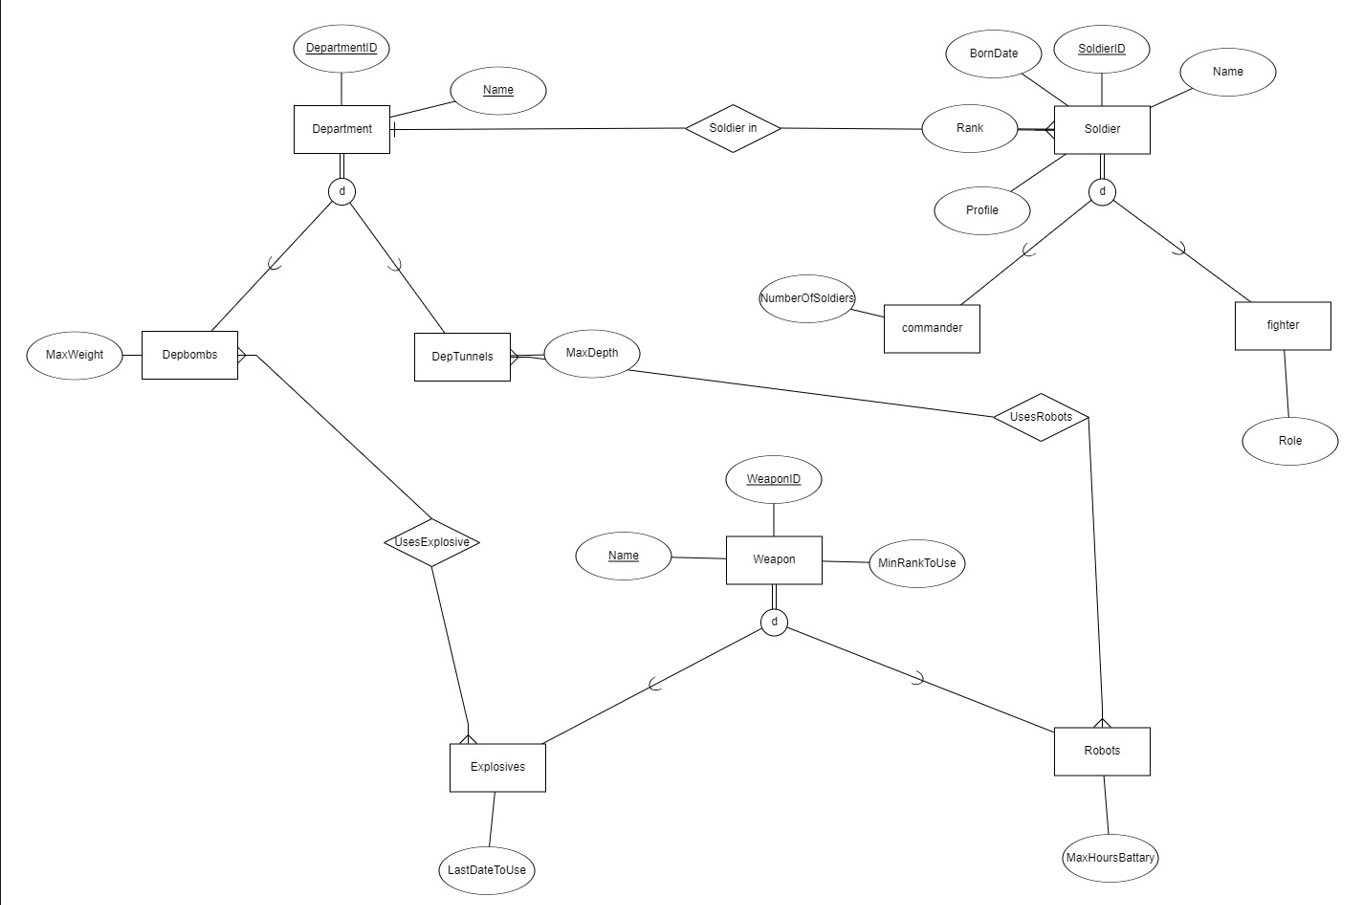 DepartmentID
BornDate
SoldierID
Name
Name
Department
Soldier in
Rank
Soldier
d
d
Profile
NumberOfSoldiers
commander
fighter
MaxWeight
Depbombs
DepTunnels
MaxDepth
UsesRobots
Role
WeaponID
UsesExplosive
Name
Weapon
MinRankToUse
d
Explosives
Robots
LastDateToUse
MaxHoursBattary